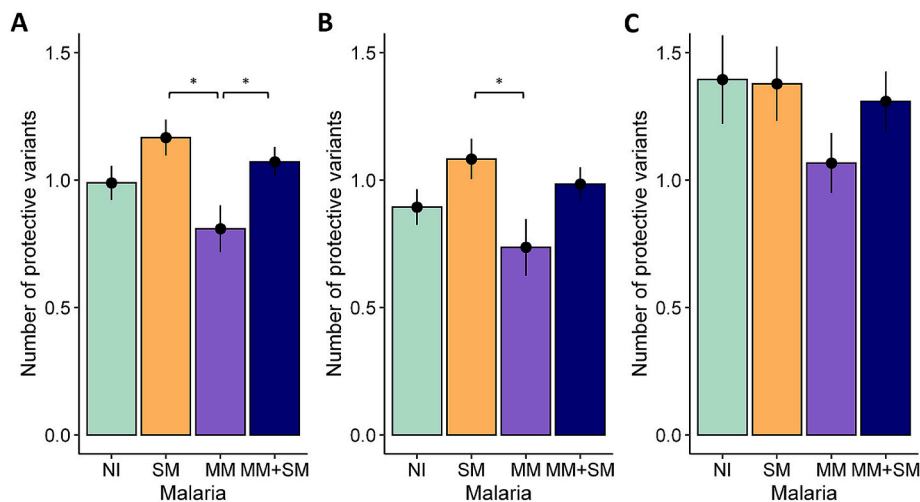 A
Number of protective variants
1.5
1.0
0.5
0.0
* *
NI SM MM MM+SM
Malaria
B
Number of protective variants
1.5
1.0
0.5
0.0
*
NI SM MM MM+SM
Malaria
C
Number of protective variants
1.5
1.0
0.5
0.0
NI SM MM MM+SM
Malaria